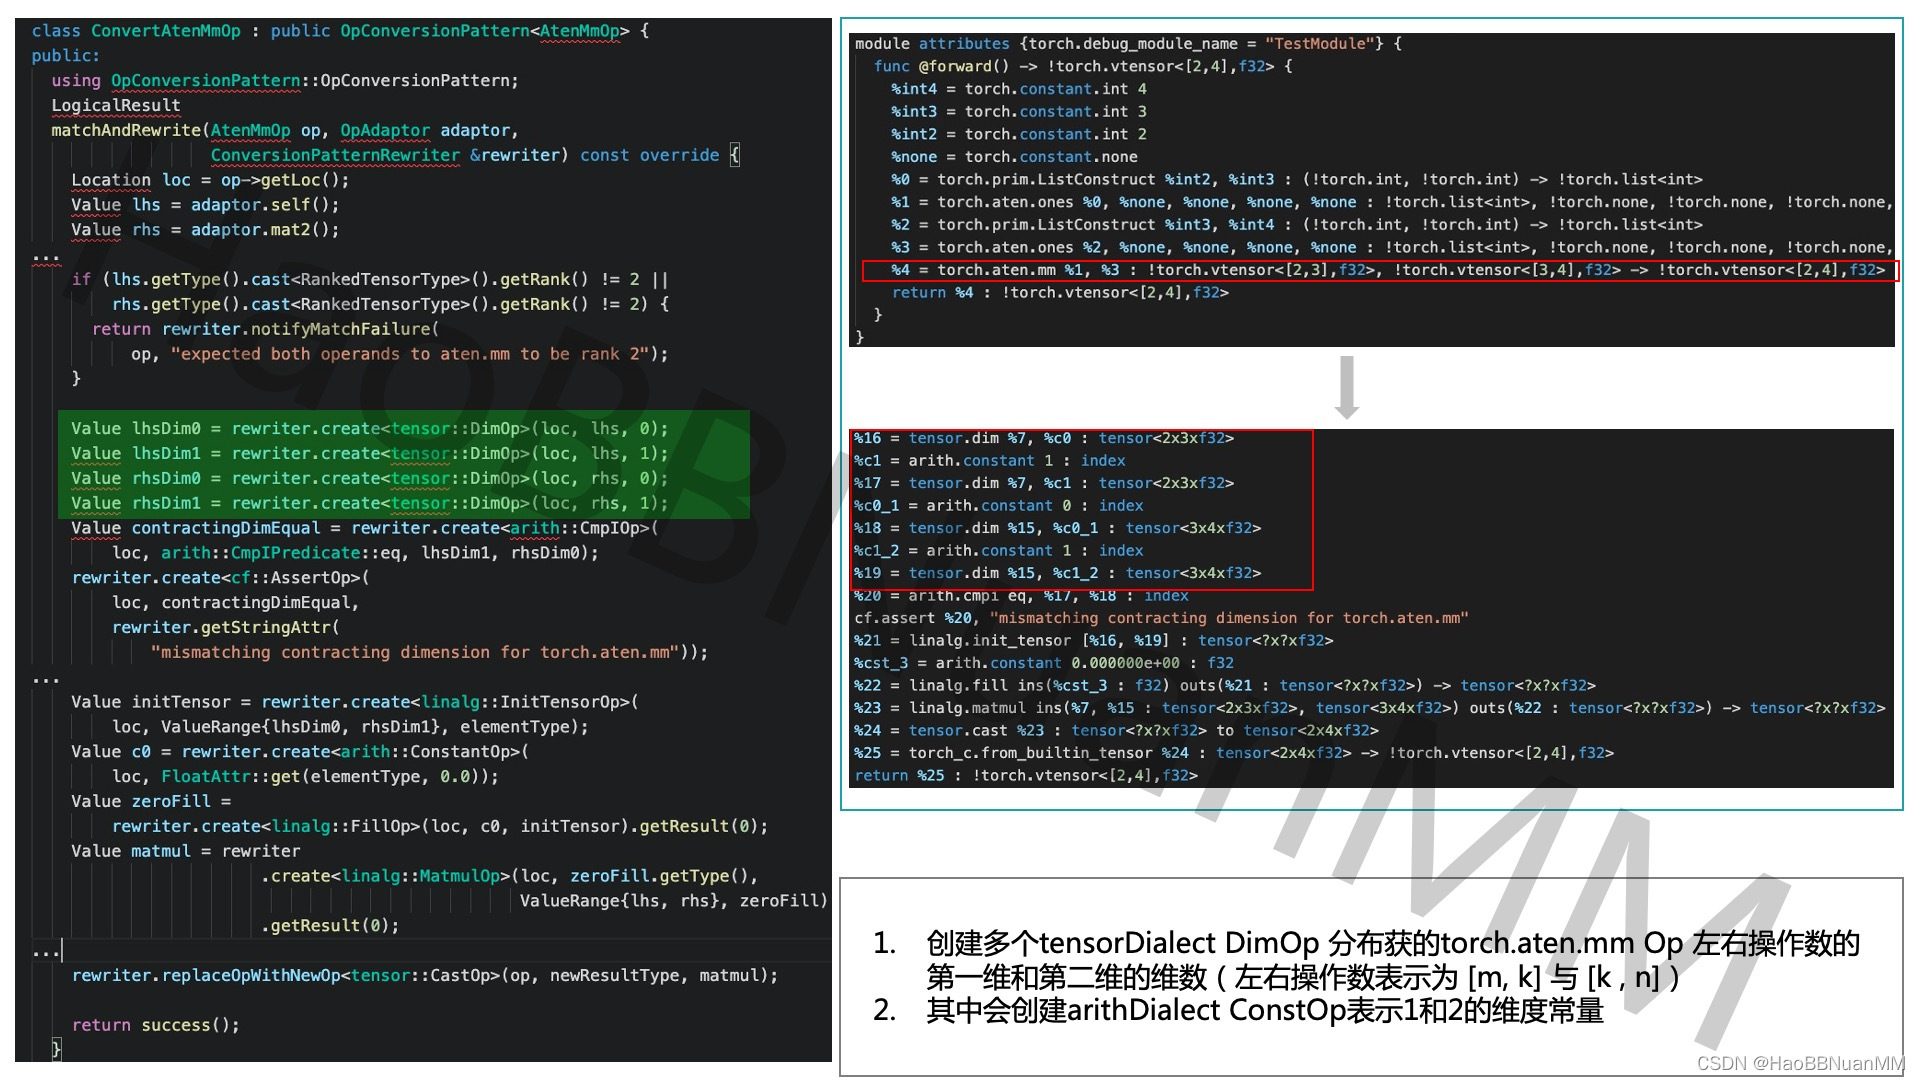 class ConvertAtenMmOp : public OpConversionPattern<AtenMmOp> {
public:
using OpConversionPattern::OpConversionPattern;
LogicalResult
matchAndRewrite(AtenMmOp op, OpAdaptor adaptor,
ConversionPatternRewriter &rewriter) const override {
Location loc = op->getLoc();
Value lhs = adaptor.self();
Value rhs = adaptor.mat2();
...
if (lhs.getType().cast<RankedTensorType>().getRank() != 2 ||
rhs.getType().cast<RankedTensorType>().getRank() != 2) {
return rewriter.notifyMatchFailure(
op, "expected both operands to aten.mm to be rank 2");
}
Value lhsDim0 = rewriter.create<tensor::DimOp>(loc, lhs, 0);
Value lhsDim1 = rewriter.create<tensor::DimOp>(loc, lhs, 1);
Value rhsDim0 = rewriter.create<tensor::DimOp>(loc, rhs, 0);
Value rhsDim1 = rewriter.create<tensor::DimOp>(loc, rhs, 1);
Value contractingDimEqual = rewriter.create<arith::CmpIOp>(
loc, arith::CmpIPredicate::eq, lhsDim1, rhsDim0);
rewriter.create<cf::AssertOp>(
loc, contractingDimEqual,
rewriter.getStringAttr(
"mismatching contracting dimension for torch.aten.mm"));
...
Value initTensor = rewriter.create<linalg::InitTensorOp>(
loc, ValueRange{lhsDim0, rhsDim1}, elementType);
Value c0 = rewriter.create<arith::ConstantOp>(
loc, FloatAttr::get(elementType, 0.0));
Value zeroFill =
rewriter.create<linalg::FillOp>(loc, c0, initTensor).getResult(0);
Value matmul = rewriter
.create<linalg::MatmulOp>(loc, zeroFill.getType(),
ValueRange{lhs, rhs}, zeroFill)
.getResult(0);
...
rewriter.replaceOpWithNewOp<tensor::CastOp>(op, newResultType, matmul);
return success();
}
module attributes {torch.debug_module_name = "TestModule"} {
func @forward() -> !torch.vtensor<[2,4],f32> {
%int4 = torch.constant.int 4
%int3 = torch.constant.int 3
%int2 = torch.constant.int 2
%none = torch.constant.none
%0 = torch.prim.ListConstruct %int2, %int3 : (!torch.int, !torch.int) -> !torch.list<int>
%1 = torch.aten.ones %0, %none, %none, %none, %none : !torch.list<int>, !torch.none, !torch.none, !torch.none,
%2 = torch.prim.ListConstruct %int3, %int4 : (!torch.int, !torch.int) -> !torch.list<int>
%3 = torch.aten.ones %2, %none, %none, %none, %none : !torch.list<int>, !torch.none, !torch.none, !torch.none,
%4 = torch.aten.mm %1, %3 : !torch.vtensor<[2,3],f32>, !torch.vtensor<[3,4],f32> -> !torch.vtensor<[2,4],f32>
return %4 : !torch.vtensor<[2,4],f32>
}
}
%16 = tensor.dim %7, %c0 : tensor<2x3xf32>
%c1 = arith.constant 1 : index
%17 = tensor.dim %7, %c1 : tensor<2x3xf32>
%c0_1 = arith.constant 0 : index
%18 = tensor.dim %15, %c0_1 : tensor<3x4xf32>
%c1_2 = arith.constant 1 : index
%19 = tensor.dim %15, %c1_2 : tensor<3x4xf32>
%20 = arith.cmpi eq, %17, %18 : index
cf.assert %20, "mismatching contracting dimension for torch.aten.mm"
%21 = linalg.init_tensor [%16, %19] : tensor<?x?xf32>
%cst_3 = arith.constant 0.000000e+00 : f32
%22 = linalg.fill ins(%cst_3 : f32) outs(%21 : tensor<?x?xf32>) -> tensor<?x?xf32>
%23 = linalg.matmul ins(%7, %15 : tensor<2x3xf32>, tensor<3x4xf32>) outs(%22 : tensor<?x?xf32>) -> tensor<?x?xf32>
%24 = tensor.cast %23 : tensor<?x?xf32> to tensor<2x4xf32>
%25 = torch_c.from_builtin_tensor %24 : tensor<2x4xf32> -> !torch.vtensor<[2,4],f32>
return %25 : !torch.vtensor<[2,4],f32>
1. 创建多个tensorDialect DimOp 分布获的torch.aten.mm Op 左右操作数的
第一维和第二维的维数（左右操作数表示为 [m, k] 与 [k , n]）
2. 其中会创建arithDialect ConstOp表示1和2的维度常量
HaoBBNuanMM
CSDN @HaoBBNuanMM